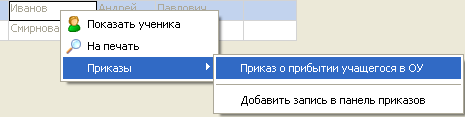 Иванов Андрей Павлович
Смирнова
Показать ученика
На печать
Приказы
Приказ о прибытии учащегося в ОУ
Добавить запись в панель приказов